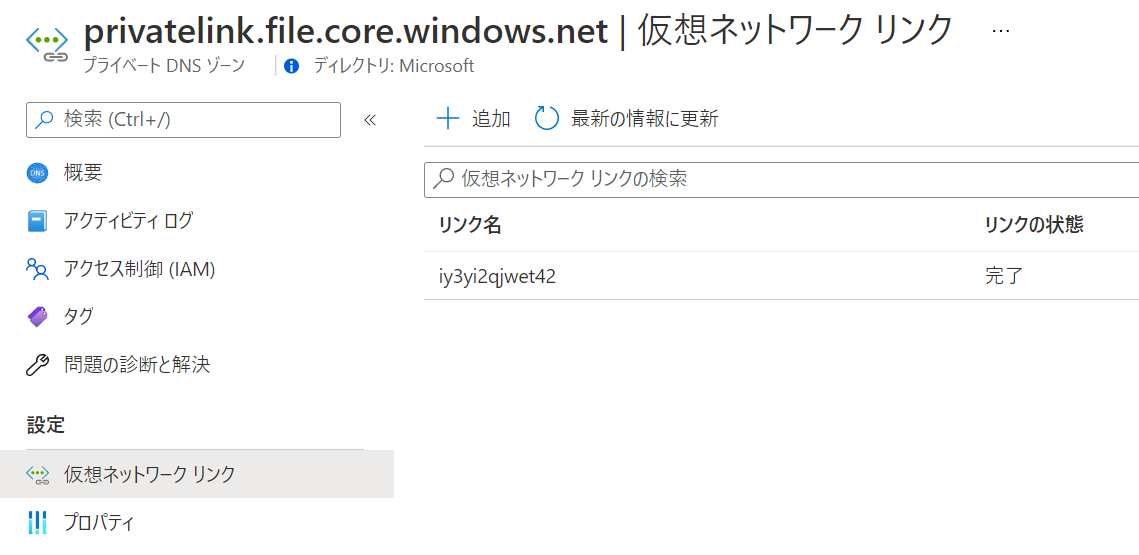 privatelink.file.core.windows.net | 仮想ネットワーク リンク ...
プライベート DNS ゾーン ディレクトリ: Microsoft
検索 (Ctrl+/) «
DNS 概要
アクティビティ ログ
アクセス制御 (IAM)
タグ
問題の診断と解決
設定
仮想ネットワーク リンク
プロパティ
追加 最新の情報に更新
仮想ネットワーク リンクの検索
リンク名 リンクの状態
iy3yi2qjwet42 完了